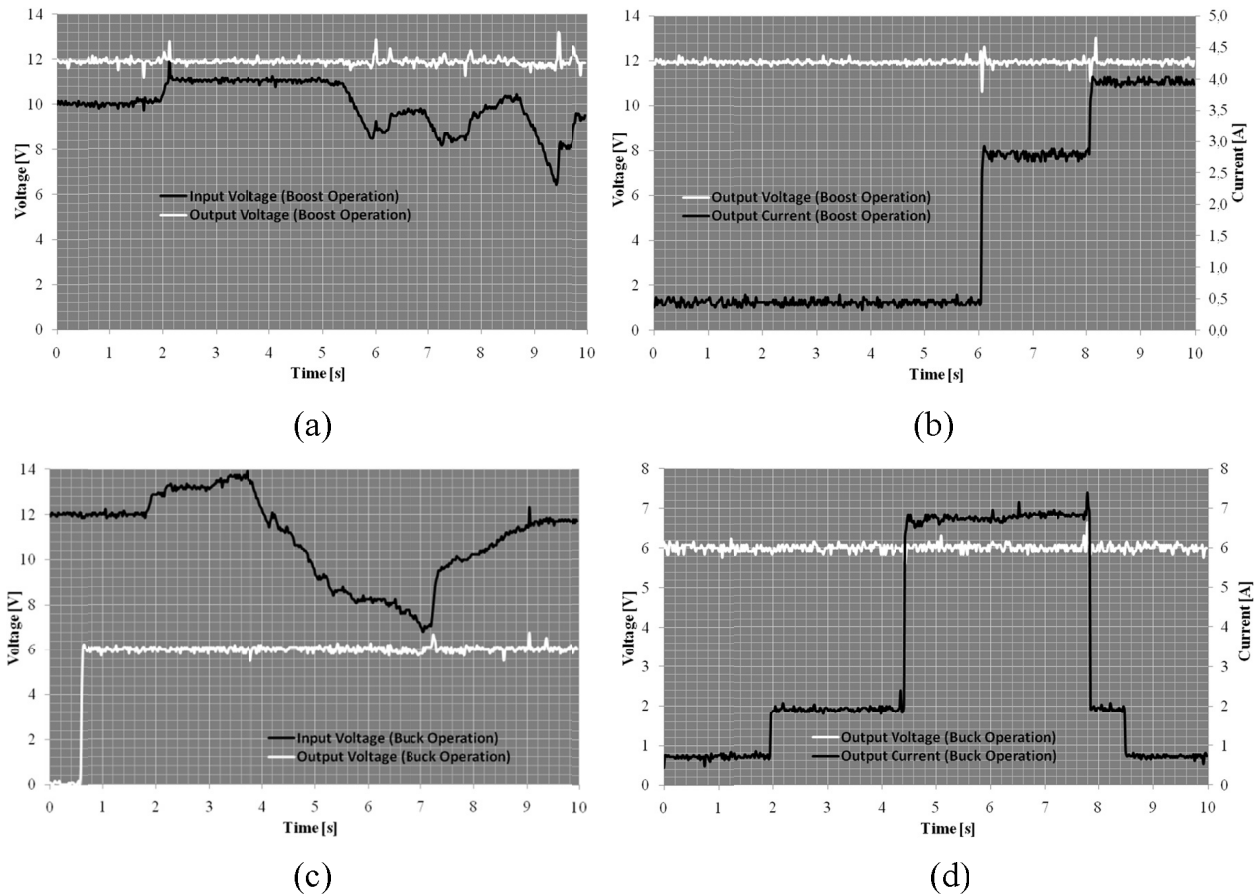 14
12
10
8
6
4
2
0
Voltage [V]
Input Voltage (Boost Operation)
Output Voltage (Boost Operation)
0 1 2 3 4 5 6 7 8 9 10
Time [s]
(a)
14
12
10
8
6
4
2
0
Voltage [V]
Output Voltage (Boost Operation)
Output Current (Boost Operation)
5,0
4,5
4,0
3,5
3,0
2,5
2,0
1,5
1,0
0,5
0,0
Current [A]
0 1 2 3 4 5 6 7 8 9 10
Time [s]
(b)
14
12
10
8
6
4
2
0
Voltage [V]
Input Voltage (Buck Operation)
Output Voltage (Buck Operation)
0 1 2 3 4 5 6 7 8 9 10
Time [s]
(c)
8
7
6
5
4
3
2
1
0
Voltage [V]
Output Voltage (Buck Operation)
Output Current (Buck Operation)
8
7
6
5
4
3
2
1
0
Current [A]
0 1 2 3 4 5 6 7 8 9 10
Time [s]
(d)